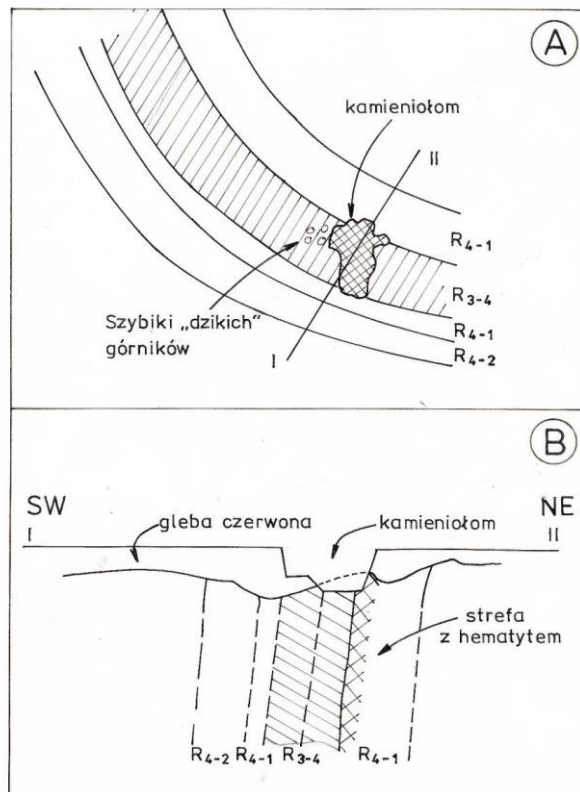 A
kamieniołom
II
R4-1
R3-4
R4-1
R4-2
Szybiki „dzikich"
górników
I
B
SW
NE
I
II
gleba czerwona
kamieniołom
strefa
z hematytem
R4-2 R4-1 R3-4 R4-1